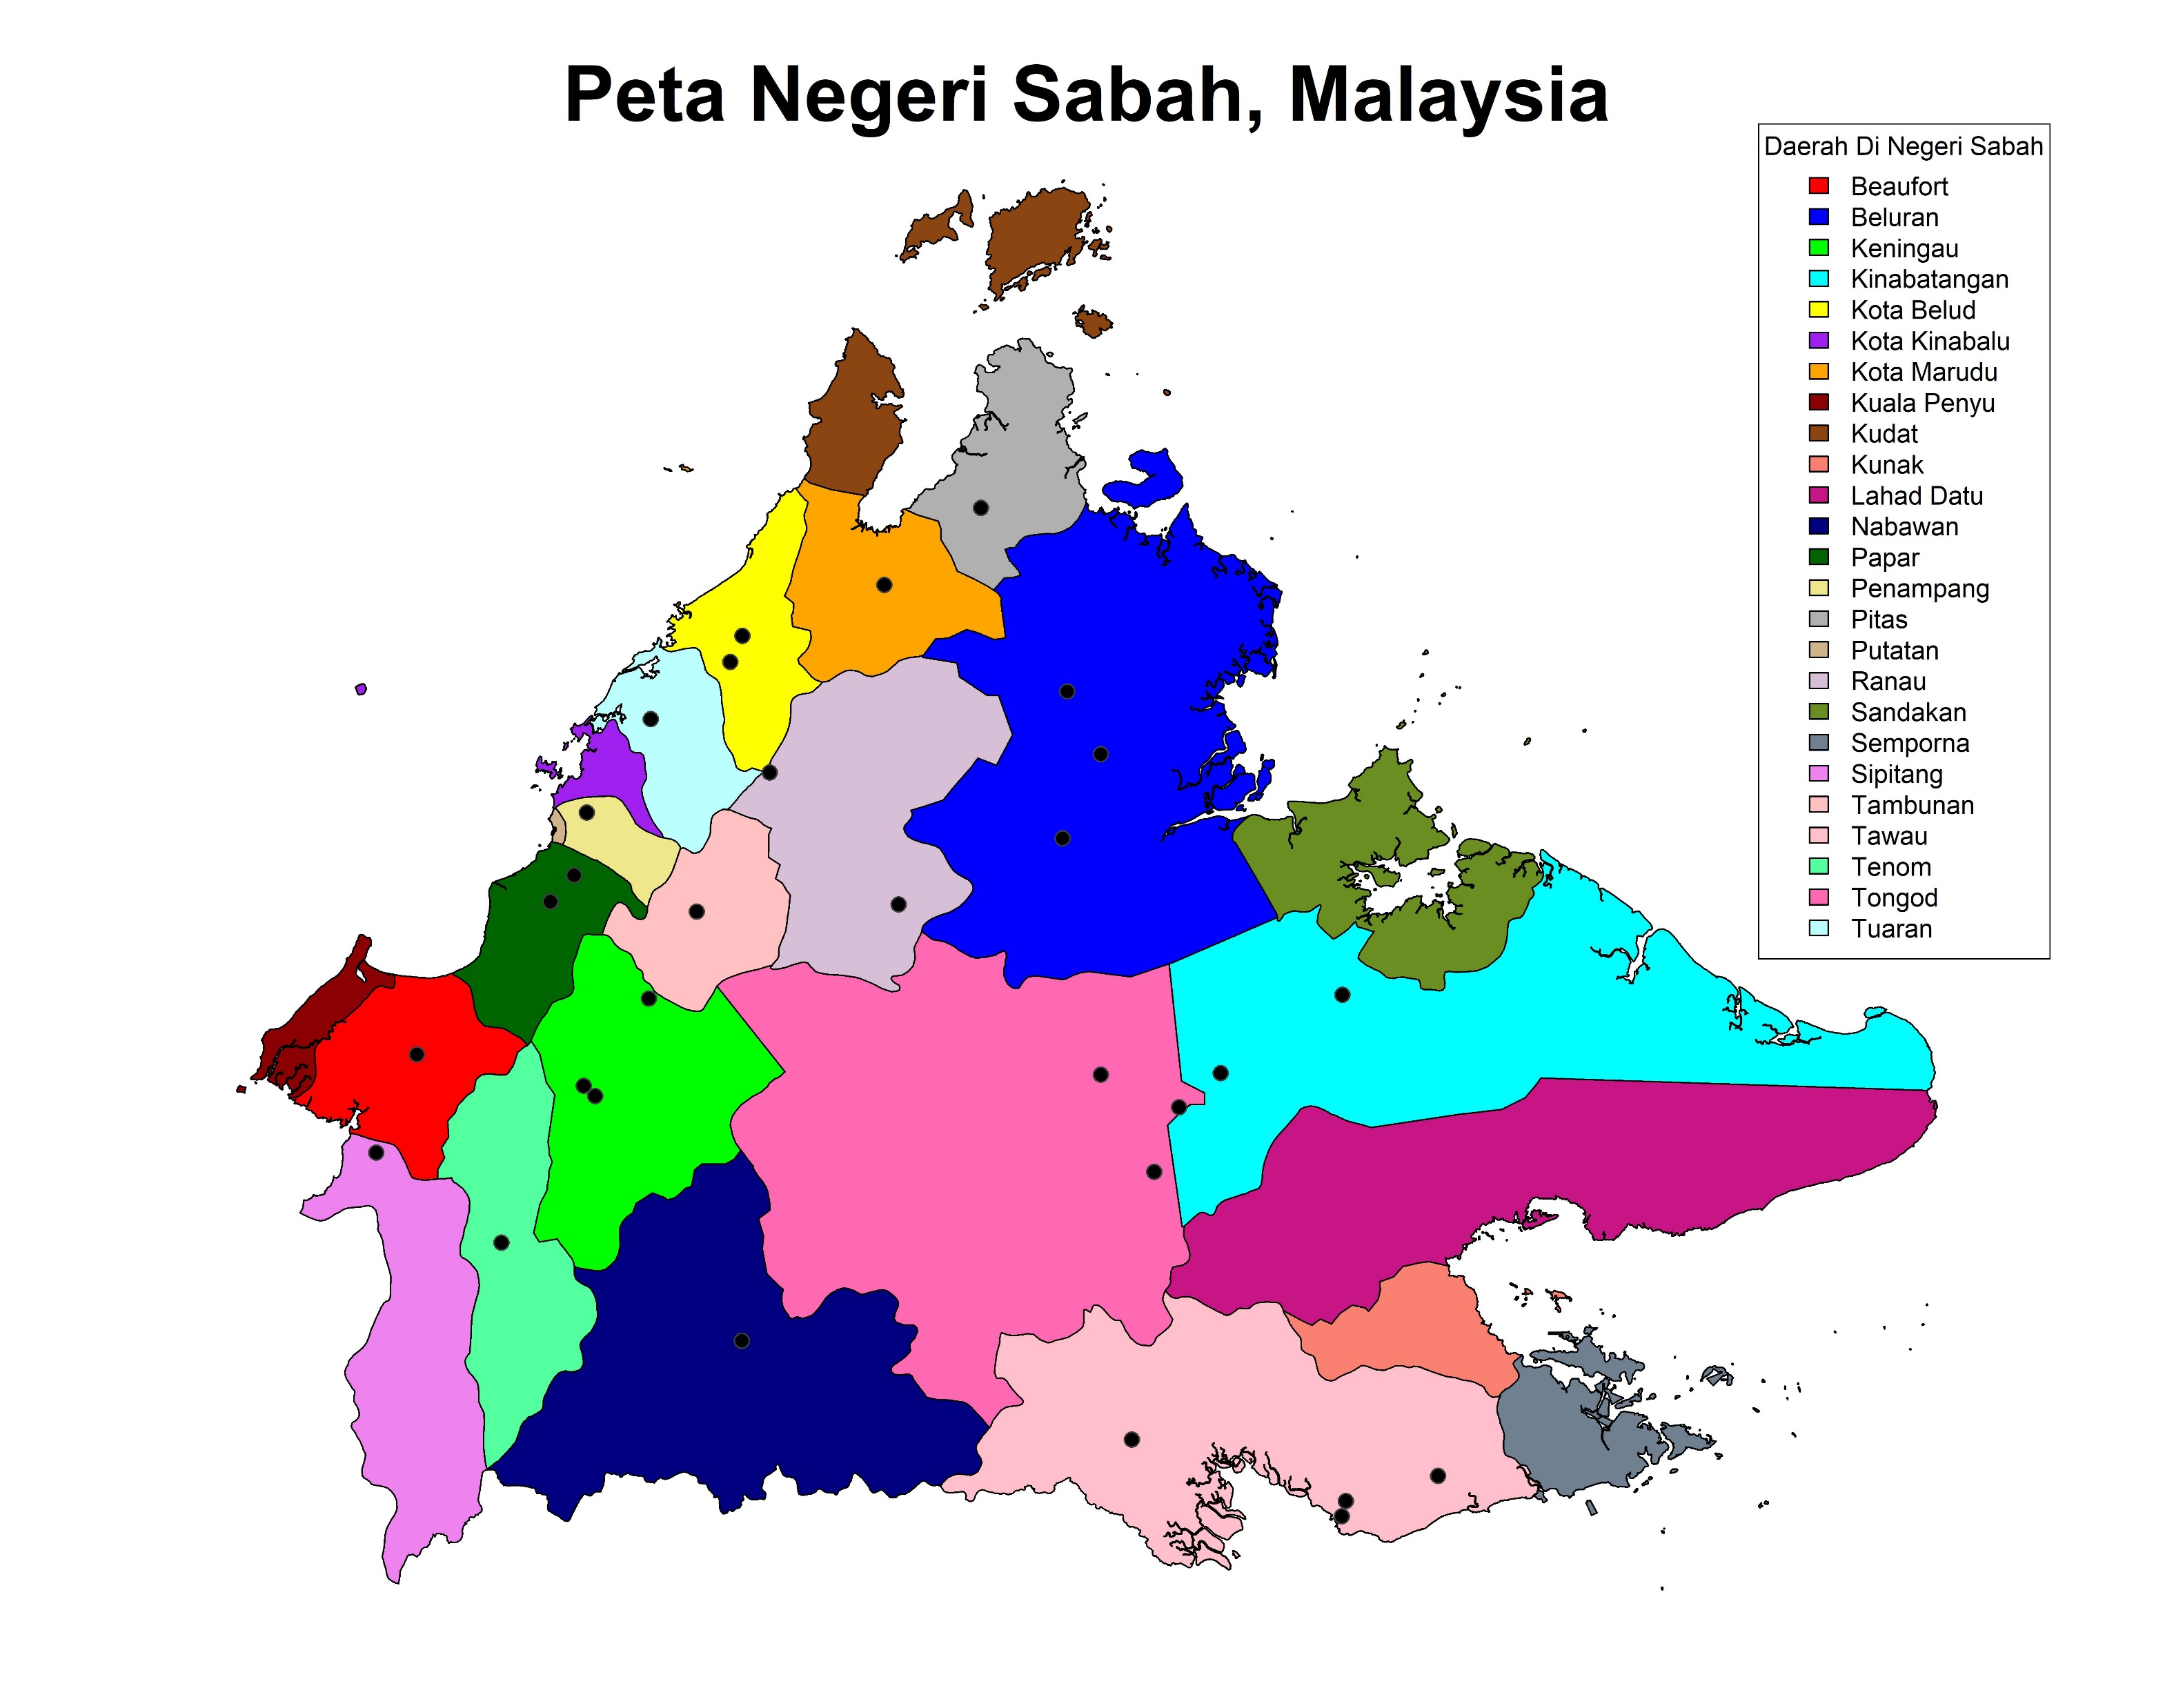 Peta Negeri Sabah, Malaysia
Daerah Di Negeri Sabah
Beaufort
Beluran
Keningau
Kinabatangan
Kota Belud
Kota Kinabalu
Kota Marudu
Kuala Penyu
Kudat
Kunak
Lahad Datu
Nabawan
Papar
Penampang
Pitas
Putatan
Ranau
Sandakan
Semporna
Sipitang
Tambunan
Tawau
Tenom
Tongod
Tuaran